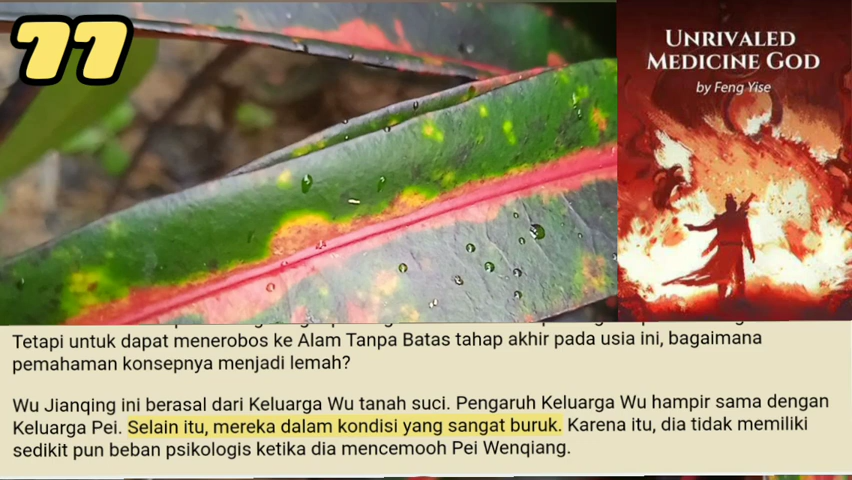 77
UNRIVALED
MEDICINE GOD
by Feng Yise
Tetapi untuk dapat menerobos ke Alam Tanpa Batas tahap akhir pada usia ini, bagaimana
pemahaman konsepnya menjadi lemah?
Wu Jianqing ini berasal dari Keluarga Wu tanah suci. Pengaruh Keluarga Wu hampir sama dengan
Keluarga Pei. Selain itu, mereka dalam kondisi yang sangat buruk. Karena itu, dia tidak memiliki
sedikit pun beban psikologis ketika dia mencemooh Pei Wenqiang.